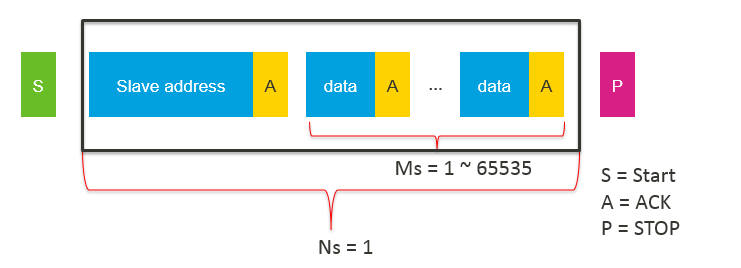 S Slave address A data A ... data A P
Ms = 1 ~ 65535
Ns = 1
S = Start
A = ACK
P = STOP